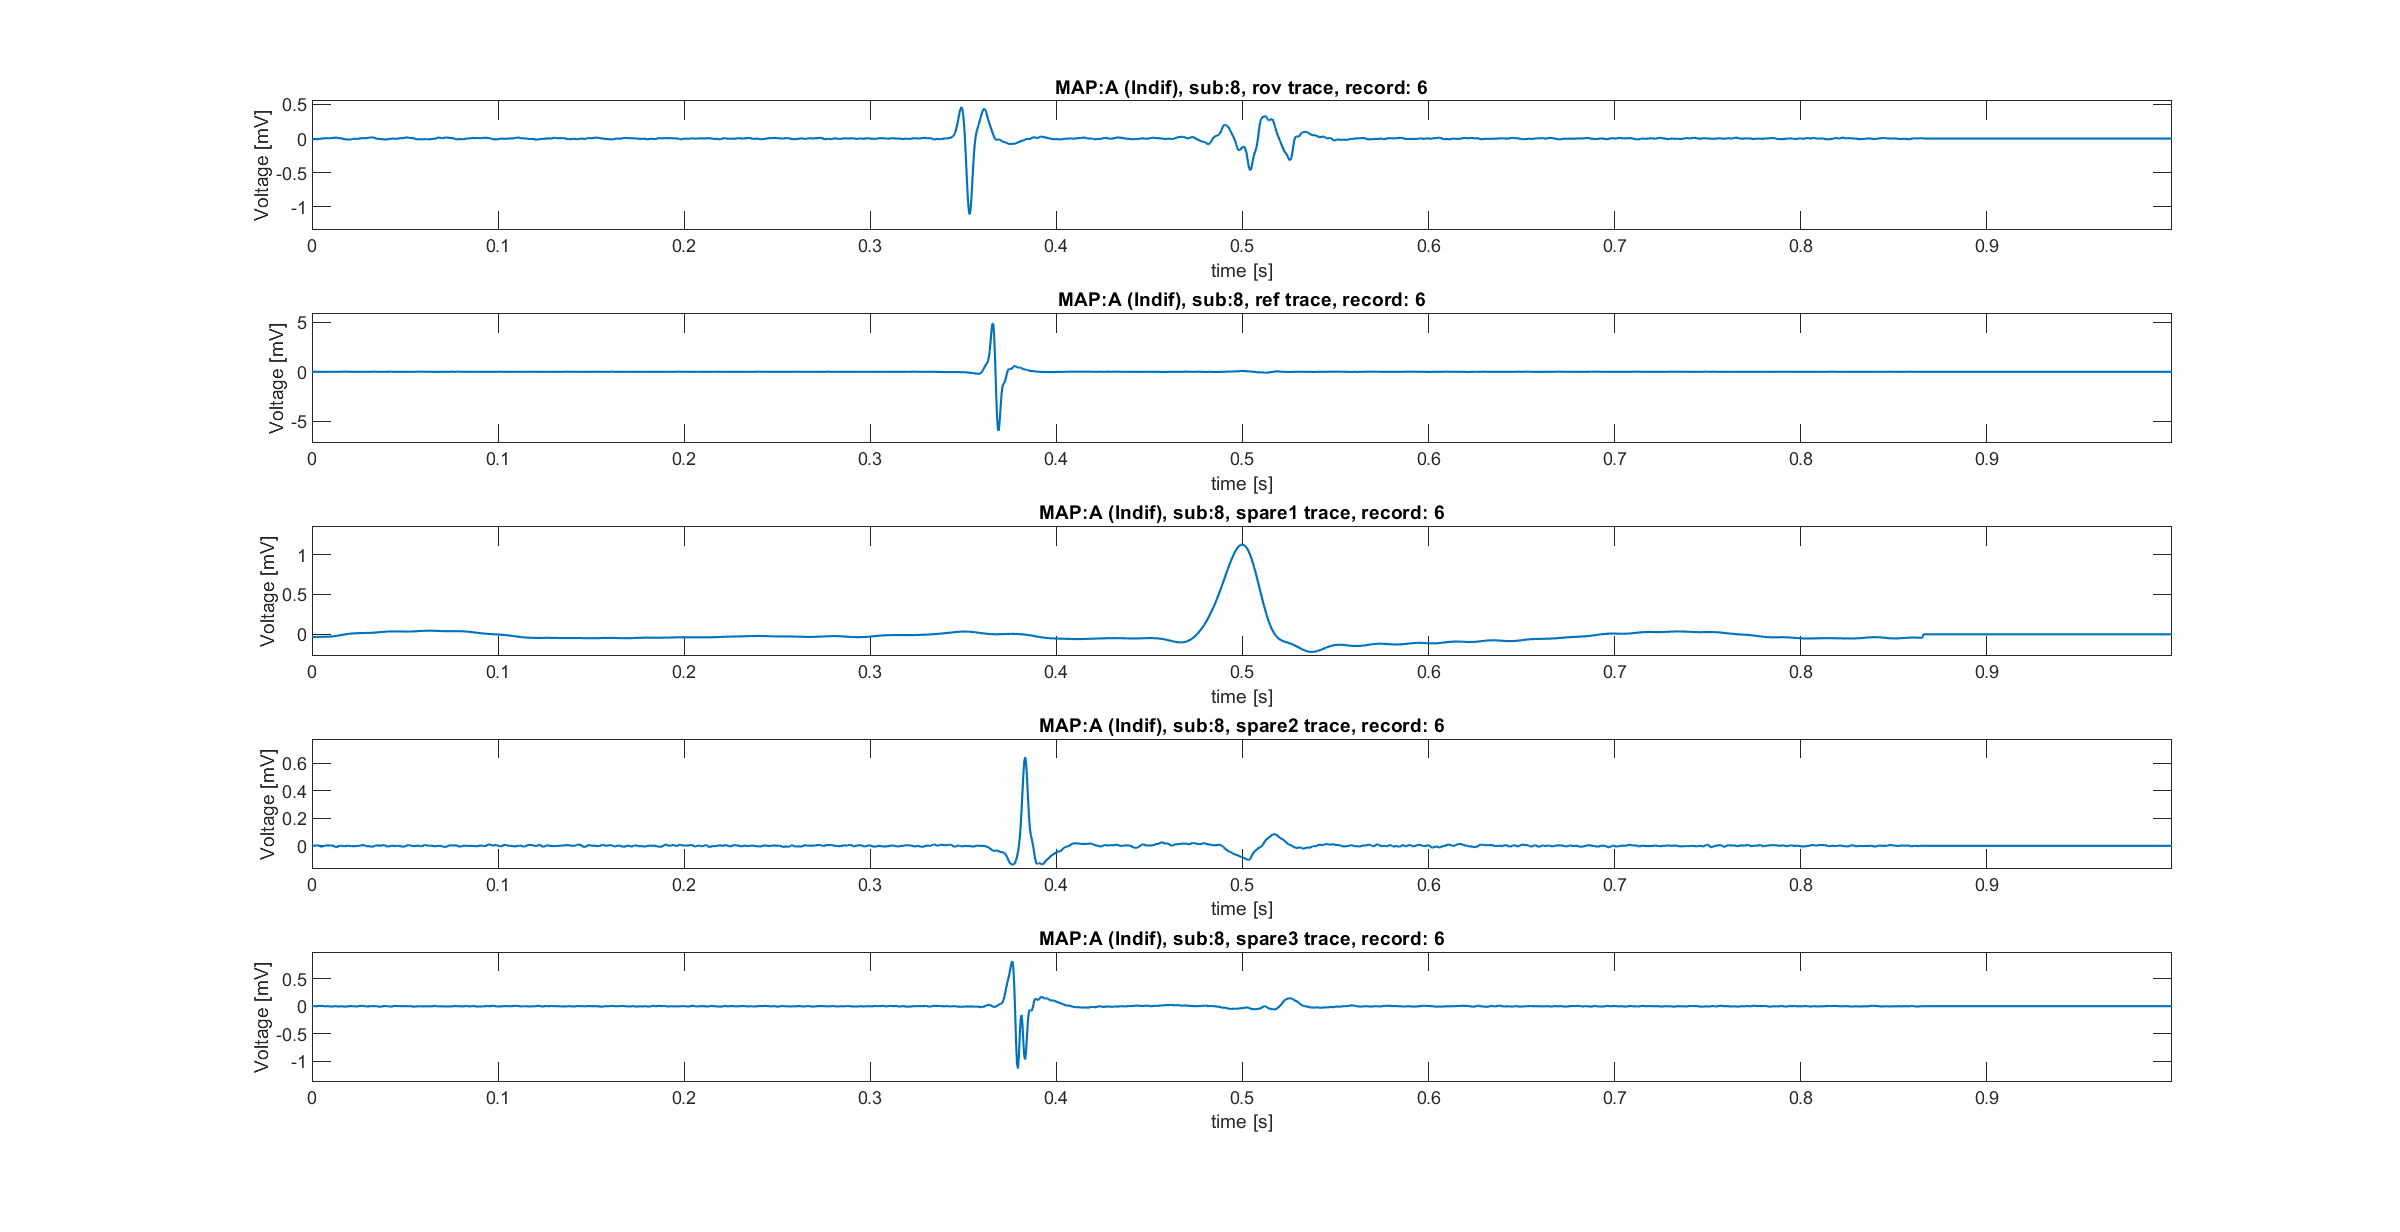 MAP:A (Indif), sub:8, rov trace, record: 6
Voltage [mV]
0.5
0
-0.5
-1
0 0.1 0.2 0.3 0.4 0.5 0.6 0.7 0.8 0.9
time [s]
MAP:A (Indif), sub:8, ref trace, record: 6
Voltage [mV]
5
0
-5
0 0.1 0.2 0.3 0.4 0.5 0.6 0.7 0.8 0.9
time [s]
MAP:A (Indif), sub:8, spare1 trace, record: 6
Voltage [mV]
1
0.5
0
0 0.1 0.2 0.3 0.4 0.5 0.6 0.7 0.8 0.9
time [s]
MAP:A (Indif), sub:8, spare2 trace, record: 6
Voltage [mV]
0.6
0.4
0.2
0
0 0.1 0.2 0.3 0.4 0.5 0.6 0.7 0.8 0.9
time [s]
MAP:A (Indif), sub:8, spare3 trace, record: 6
Voltage [mV]
0.5
0
-0.5
-1
0 0.1 0.2 0.3 0.4 0.5 0.6 0.7 0.8 0.9
time [s]